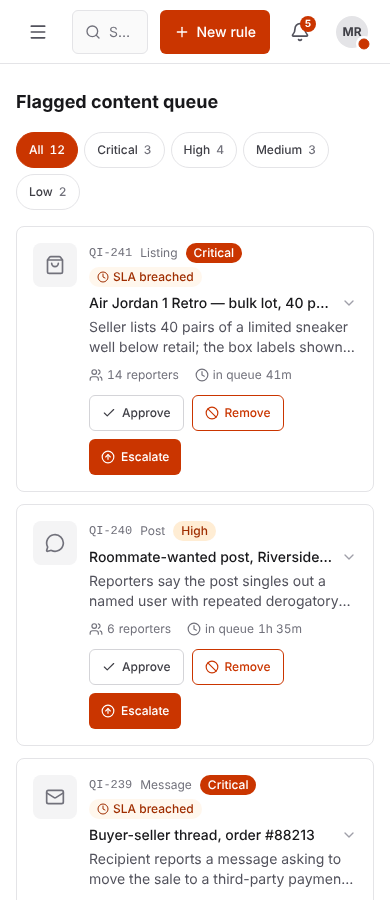 S... New rule 5 MR
Flagged content queue
All 12 Critical 3 High 4 Medium 3
Low 2
QI-241 Listing Critical
SLA breached
Air Jordan 1 Retro — bulk lot, 40 p...
Seller lists 40 pairs of a limited sneaker
well below retail; the box labels shown...
14 reporters in queue 41m
Approve Remove
Escalate
QI-240 Post High
Roommate-wanted post, Riverside...
Reporters say the post singles out a
named user with repeated derogatory...
6 reporters in queue 1h 35m
Approve Remove
Escalate
QI-239 Message Critical
SLA breached
Buyer-seller thread, order #88213
Recipient reports a message asking to
move the sale to a third-party paymen...